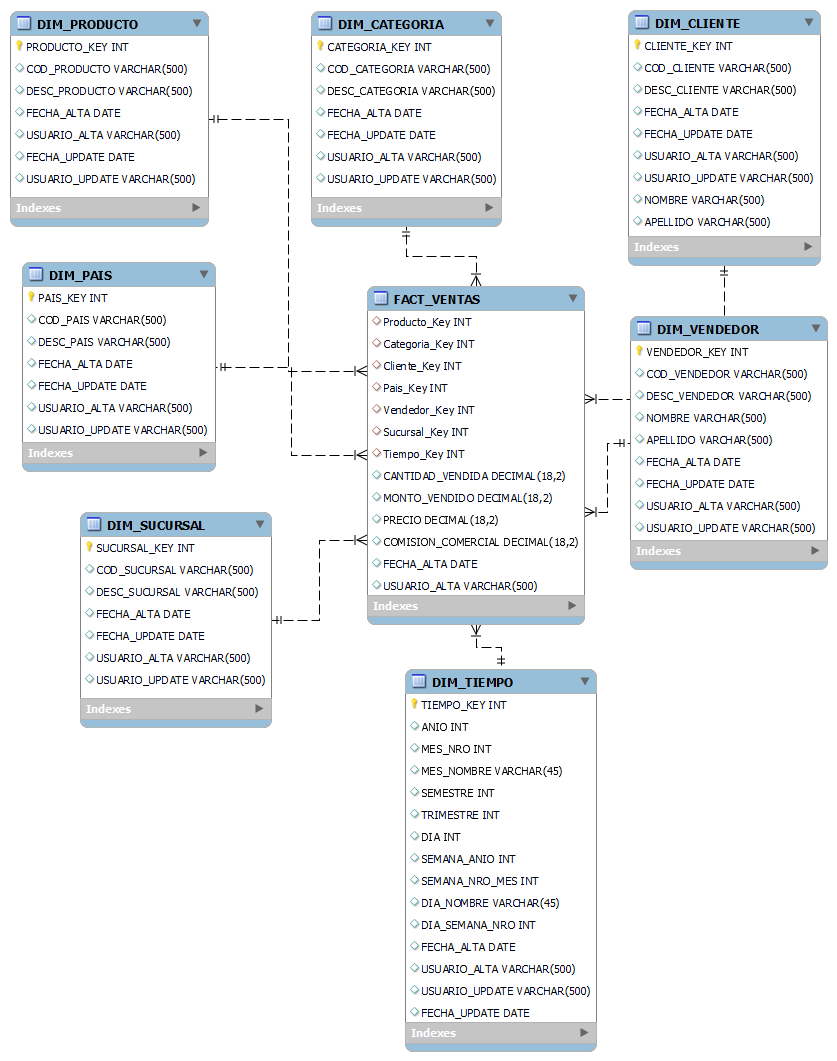 DIM_PRODUCTO
PRODUCTO_KEY INT
COD_PRODUCTO VARCHAR(500)
DESC_PRODUCTO VARCHAR(500)
FECHA_ALTA DATE
USUARIO_ALTA VARCHAR(500)
FECHA_UPDATE DATE
USUARIO_UPDATE VARCHAR(500)
Indexes
DIM_CATEGORIA
CATEGORIA_KEY INT
COD_CATEGORIA VARCHAR(500)
DESC_CATEGORIA VARCHAR(500)
FECHA_ALTA DATE
FECHA_UPDATE DATE
USUARIO_ALTA VARCHAR(500)
USUARIO_UPDATE VARCHAR(500)
Indexes
DIM_CLIENTE
CLIENTE_KEY INT
COD_CLIENTE VARCHAR(500)
DESC_CLIENTE VARCHAR(500)
FECHA_ALTA DATE
FECHA_UPDATE DATE
USUARIO_ALTA VARCHAR(500)
USUARIO_UPDATE VARCHAR(500)
NOMBRE VARCHAR(500)
APELLIDO VARCHAR(500)
Indexes
DIM_PAIS
PAIS_KEY INT
COD_PAIS VARCHAR(500)
DESC_PAIS VARCHAR(500)
FECHA_ALTA DATE
FECHA_UPDATE DATE
USUARIO_ALTA VARCHAR(500)
USUARIO_UPDATE VARCHAR(500)
Indexes
FACT_VENTAS
Producto_Key INT
Categoria_Key INT
Cliente_Key INT
Pais_Key INT
Vendedor_Key INT
Sucursal_Key INT
Tiempo_Key INT
CANTIDAD_VENDIDA DECIMAL(18,2)
MONTO_VENDIDO DECIMAL(18,2)
PRECIO DECIMAL(18,2)
COMISION_COMERCIAL DECIMAL(18,2)
FECHA_ALTA DATE
USUARIO_ALTA VARCHAR(500)
Indexes
DIM_VENDEDOR
VENDEDOR_KEY INT
COD_VENDEDOR VARCHAR(500)
DESC_VENDEDOR VARCHAR(500)
NOMBRE VARCHAR(500)
APELLIDO VARCHAR(500)
FECHA_ALTA DATE
FECHA_UPDATE DATE
USUARIO_ALTA VARCHAR(500)
USUARIO_UPDATE VARCHAR(500)
Indexes
DIM_SUCURSAL
SUCURSAL_KEY INT
COD_SUCURSAL VARCHAR(500)
DESC_SUCURSAL VARCHAR(500)
FECHA_ALTA DATE
FECHA_UPDATE DATE
USUARIO_ALTA VARCHAR(500)
USUARIO_UPDATE VARCHAR(500)
Indexes
DIM_TIEMPO
TIEMPO_KEY INT
ANIO INT
MES_NRO INT
MES_NOMBRE VARCHAR(45)
SEMESTRE INT
TRIMESTRE INT
DIA INT
SEMANA_ANIO INT
SEMANA_NRO_MES INT
DIA_NOMBRE VARCHAR(45)
DIA_SEMANA_NRO INT
FECHA_ALTA DATE
USUARIO_ALTA VARCHAR(500)
USUARIO_UPDATE VARCHAR(500)
FECHA_UPDATE DATE
Indexes